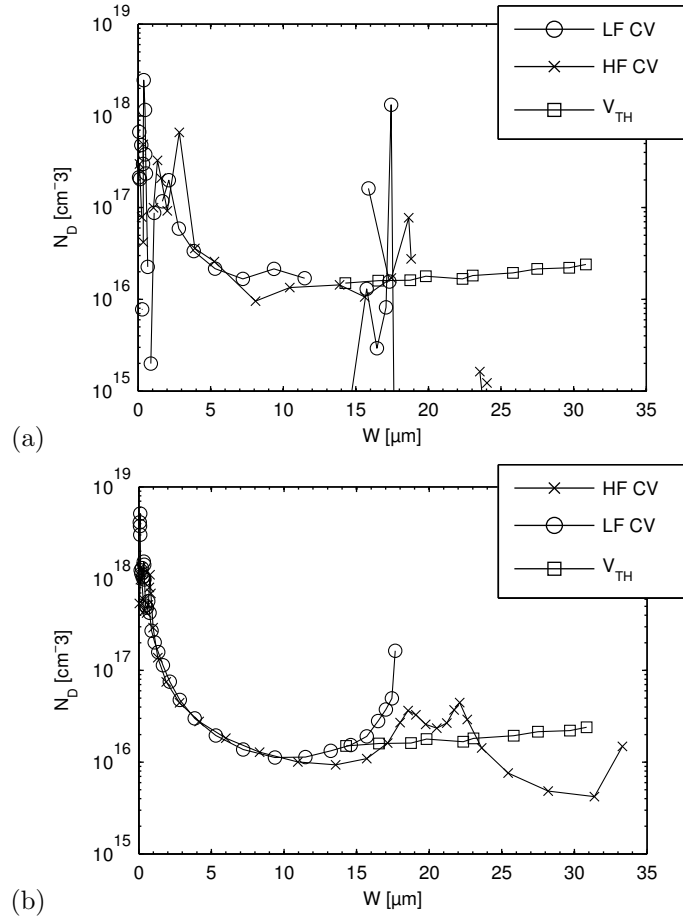 10^19
10^18
10^17
10^16
10^15
N_D [cm^-3]
LF CV
HF CV
V_TH
0 5 10 15 20 25 30 35
W [µm]
(a)
10^19
10^18
10^17
10^16
10^15
N_D [cm^-3]
HF CV
LF CV
V_TH
0 5 10 15 20 25 30 35
W [µm]
(b)